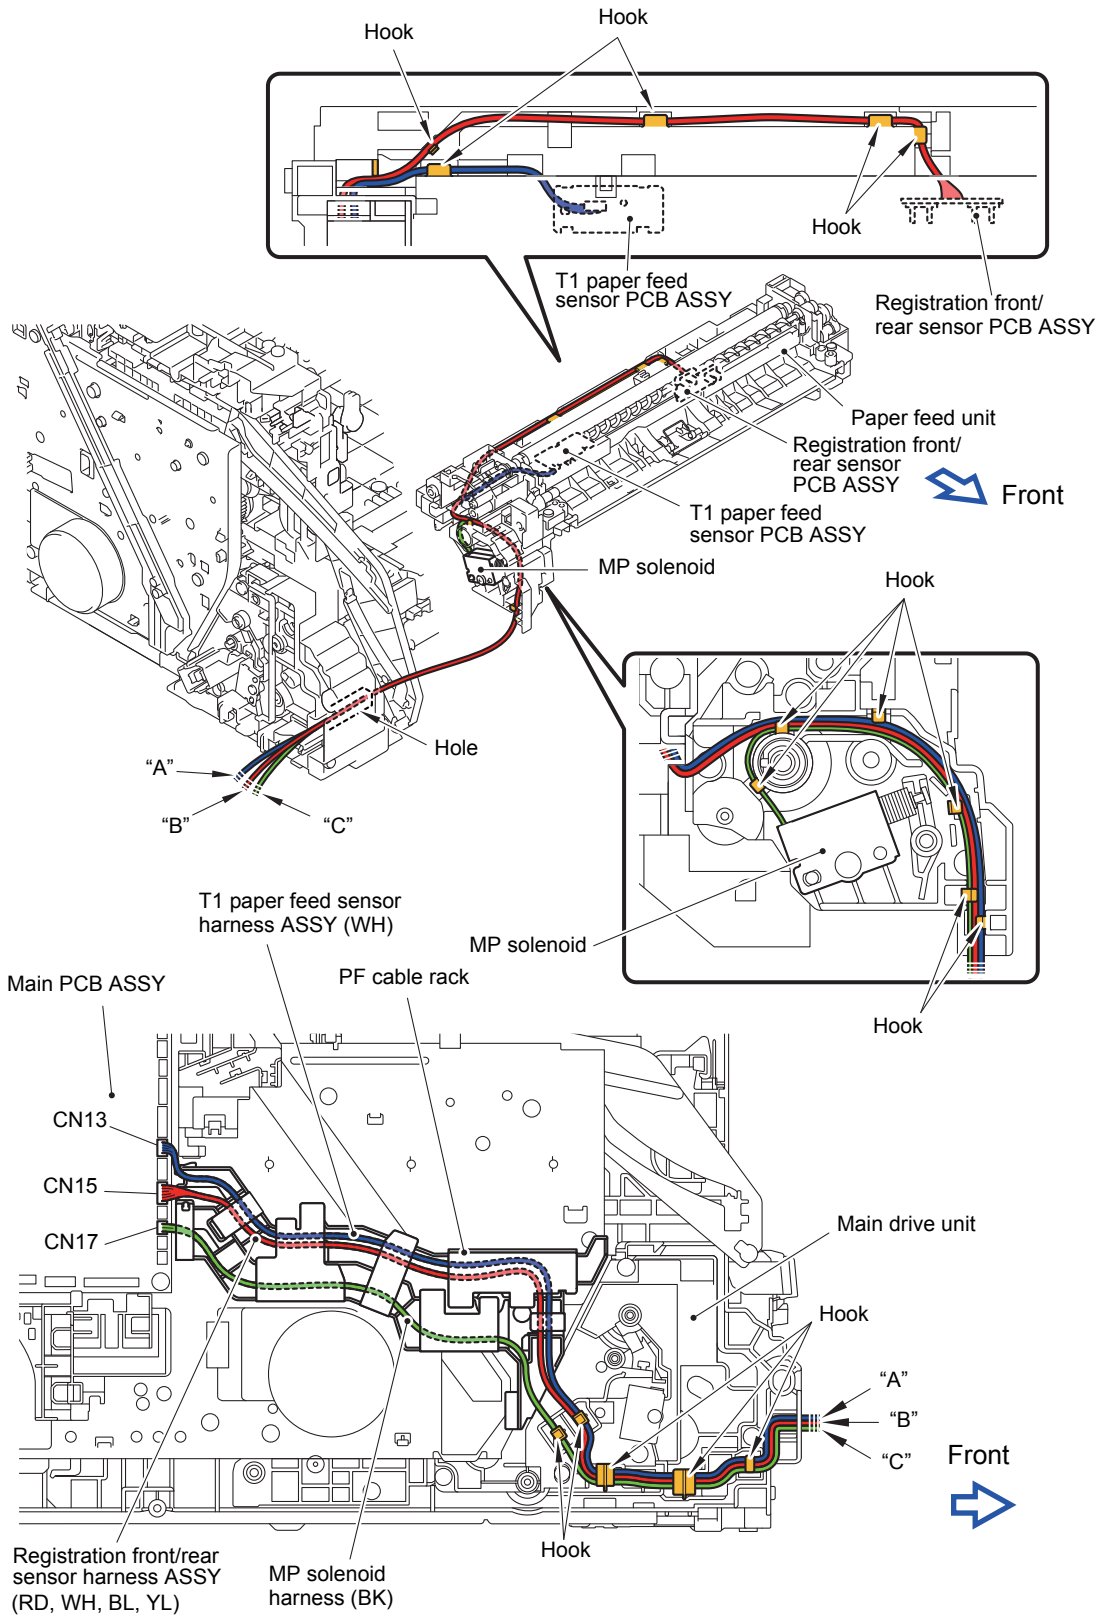 Hook
Hook
Hook
T1 paper feed
sensor PCB ASSY
Registration front/
rear sensor PCB ASSY
Paper feed unit
Registration front/
rear sensor
PCB ASSY
Front
T1 paper feed
sensor PCB ASSY
MP solenoid
Hook
Hole
“A”
“B”
“C”
T1 paper feed sensor
harness ASSY (WH)
MP solenoid
PF cable rack
Main PCB ASSY
Hook
CN13
CN15
CN17
Main drive unit
Hook
“A”
“B”
“C”
Front
Hook
Registration front/rear
sensor harness ASSY
(RD, WH, BL, YL)
MP solenoid
harness (BK)